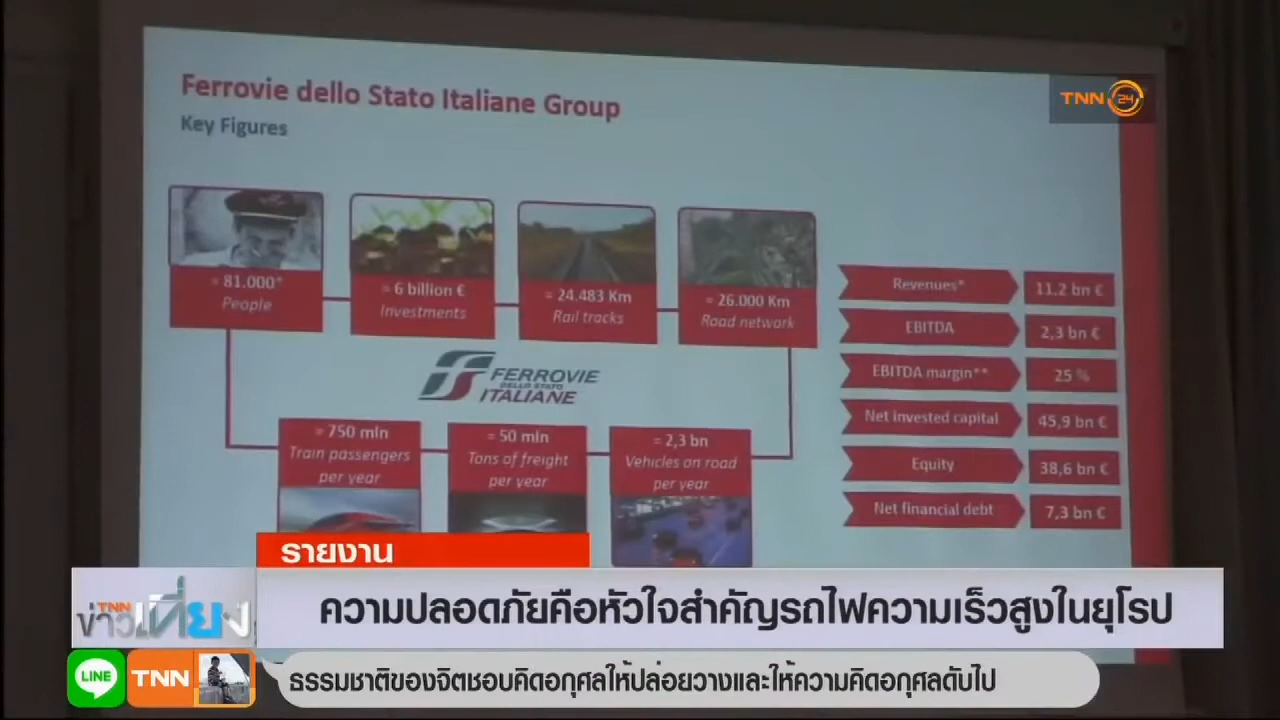 Ferrovie dello Stato Italiane Group
Key Figures
TNN 24
≈ 81.000*
People
≈ 6 billion €
Investments
≈ 24.483 Km
Rail tracks
≈ 26.000 Km
Road network
FERROVIE
DELLO STATO
ITALIANE
≈ 750 mln
Train passengers
per year
≈ 50 mln
Tons of freight
per year
≈ 2,3 bn
Vehicles on road
per year
Revenues* 11,2 bn €
EBITDA 2,3 bn €
EBITDA margin** 25 %
Net invested capital 45,9 bn €
Equity 38,6 bn €
Net financial debt 7,3 bn €
รายงาน
TNN
ข่าวเที่ยง
ความปลอดภัยคือหัวใจสำคัญรถไฟความเร็วสูงในยุโรป
LINE TNN
ธรรมชาติของจิตชอบคิดอกุศลให้ปล่อยวางและให้ความคิดอกุศลดับไป